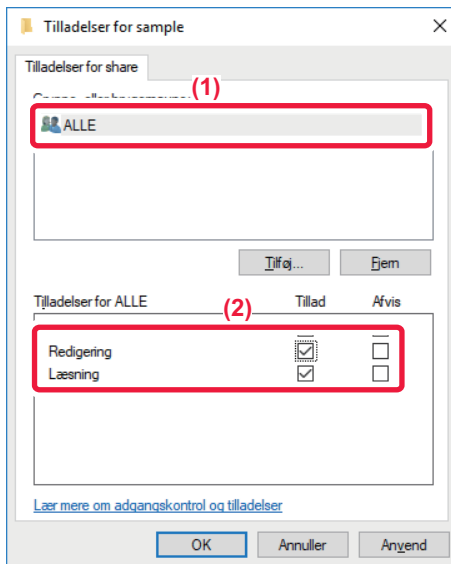 Tilladelser for sample
Tilladelser for share
(1)
ALLE
Tilføj...
Fjern
Tilladelser for ALLE
(2)
Tillad
Afvis
Redigering
Læsning
Lær mere om adgangskontrol og tilladelser
OK
Annuller
Anvend